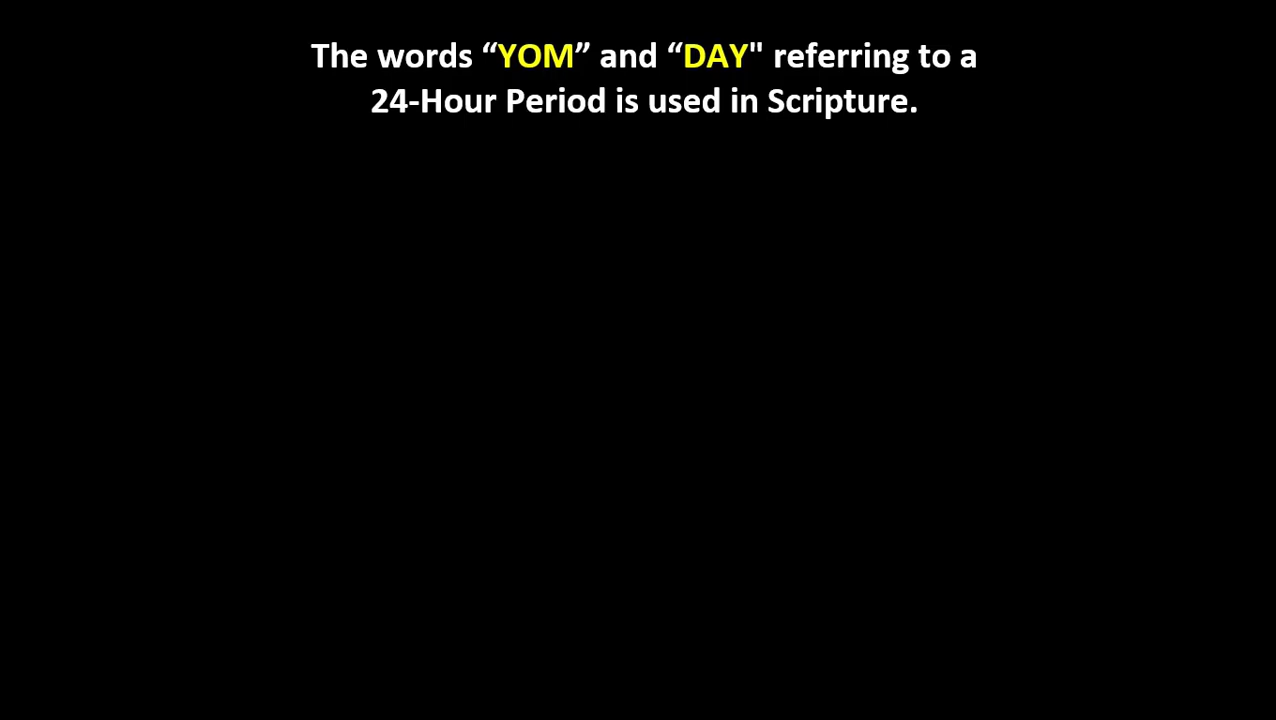 The words “YOM” and “DAY" referring to a
24-Hour Period is used in Scripture.